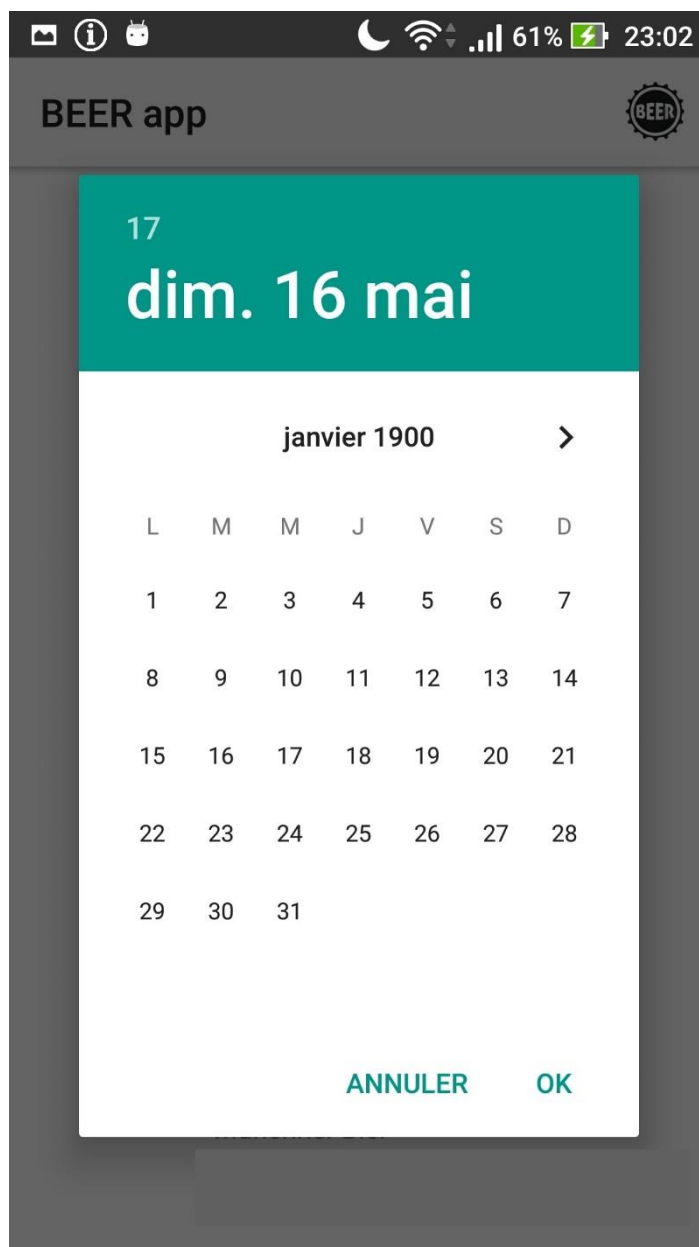 61% 23:02
BEER app
BEER
17
dim. 16 mai
janvier 1900
L M M J V S D
1 2 3 4 5 6 7
8 9 10 11 12 13 14
15 16 17 18 19 20 21
22 23 24 25 26 27 28
29 30 31
ANNULER OK